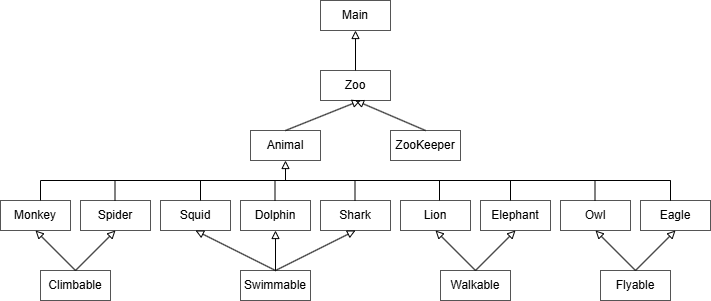 Main
Zoo
Animal
ZooKeeper
Monkey
Spider
Squid
Dolphin
Shark
Lion
Elephant
Owl
Eagle
Climbable
Swimmable
Walkable
Flyable